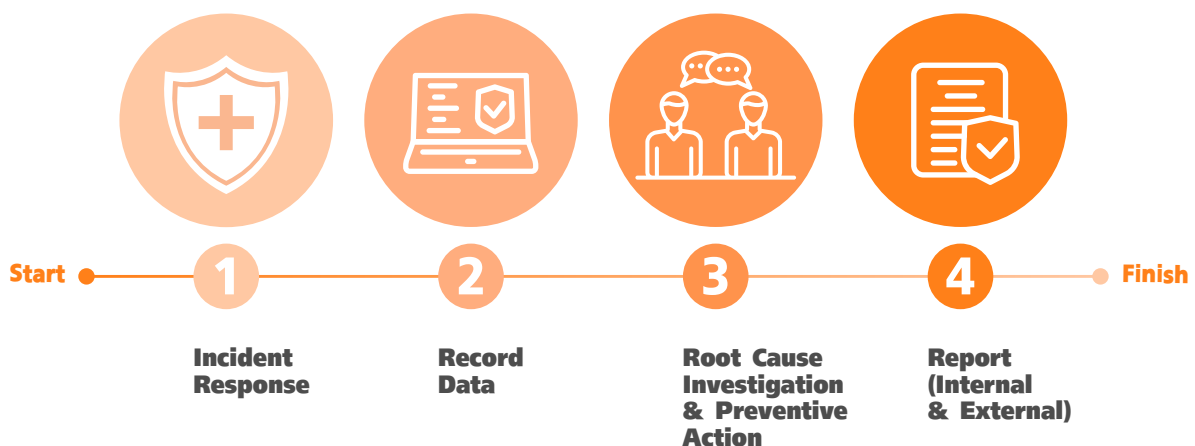 Start
1
2
3
4
Finish
Incident
Response
Record
Data
Root Cause
Investigation
& Preventive
Action
Report
(Internal
& External)